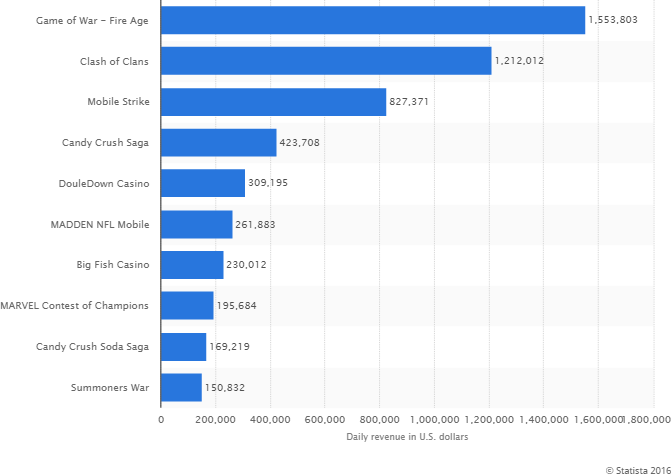 Game of War - Fire Age 1,553,803
Clash of Clans 1,212,012
Mobile Strike 827,371
Candy Crush Saga 423,708
DouleDown Casino 309,195
MADDEN NFL Mobile 261,883
Big Fish Casino 230,012
MARVEL Contest of Champions 195,684
Candy Crush Soda Saga 169,219
Summoners War 150,832
0 200,000 400,000 600,000 800,000 1,000,000 1,200,000 1,400,000 1,600,000 1,800,000
Daily revenue in U.S. dollars
© Statista 2016